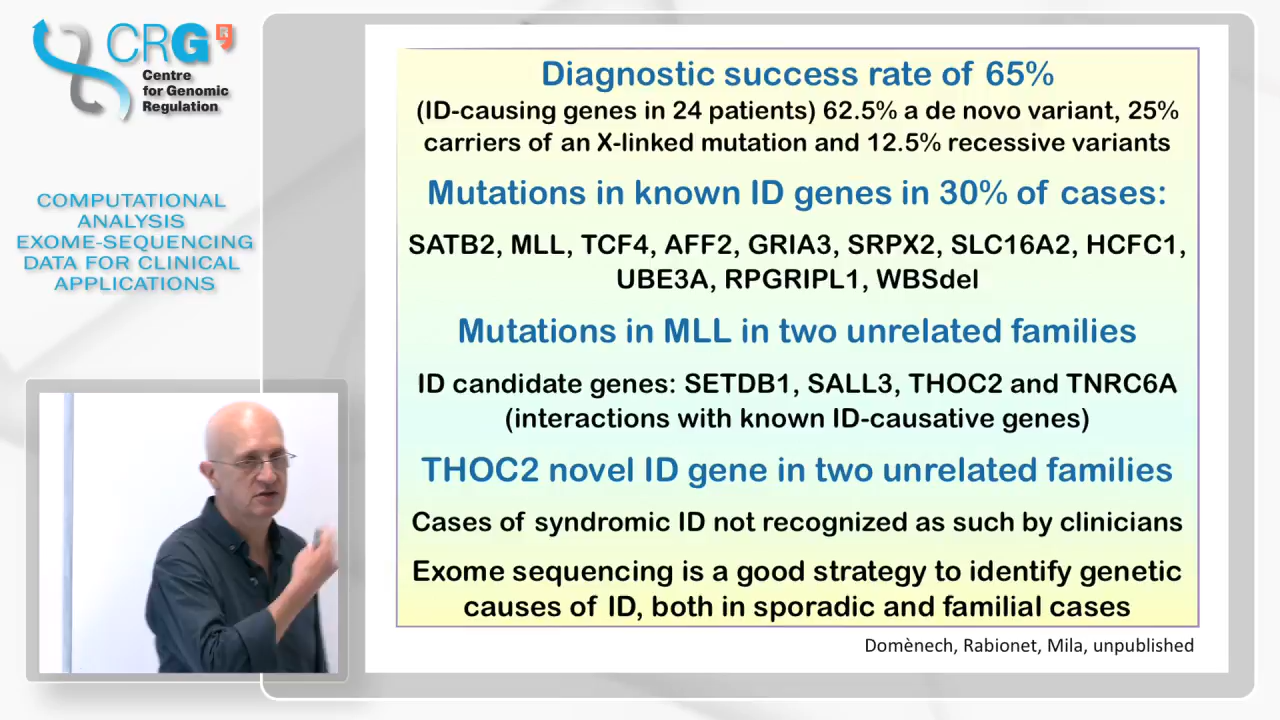 CRG
Centre
for Genomic
Regulation
COMPUTATIONAL
ANALYSIS
EXOME-SEQUENCING
DATA FOR CLINICAL
APPLICATIONS
Diagnostic success rate of 65%
(ID-causing genes in 24 patients) 62.5% a de novo variant, 25%
carriers of an X-linked mutation and 12.5% recessive variants
Mutations in known ID genes in 30% of cases:
SATB2, MLL, TCF4, AFF2, GRIA3, SRPX2, SLC16A2, HCFC1,
UBE3A, RPGRIPL1, WBSdel
Mutations in MLL in two unrelated families
ID candidate genes: SETDB1, SALL3, THOC2 and TNRC6A
(interactions with known ID-causative genes)
THOC2 novel ID gene in two unrelated families
Cases of syndromic ID not recognized as such by clinicians
Exome sequencing is a good strategy to identify genetic
causes of ID, both in sporadic and familial cases
Domènech, Rabionet, Mila, unpublished